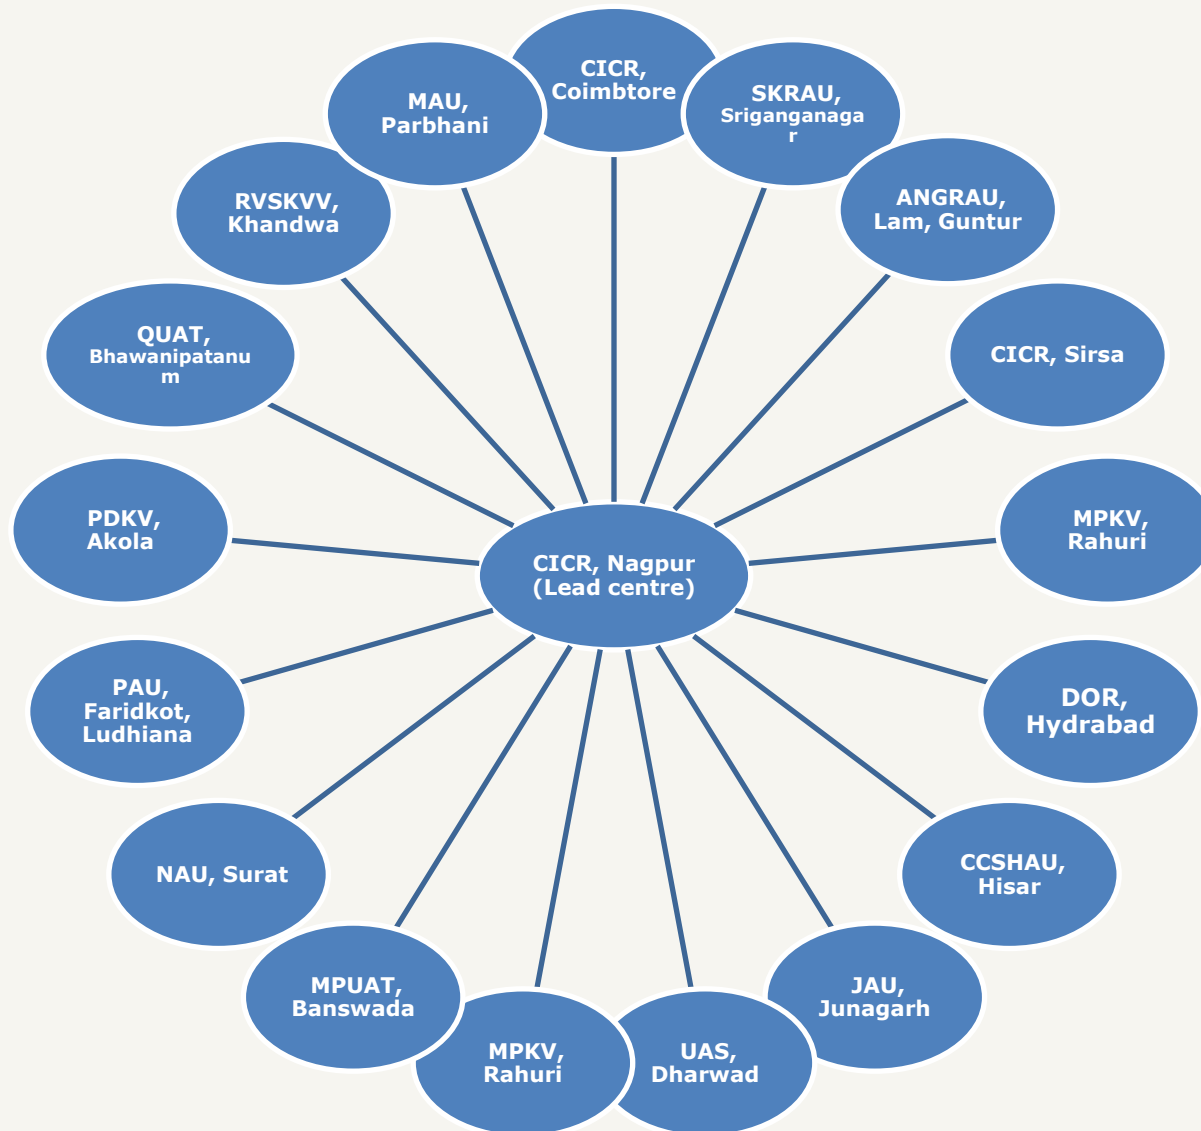 CICR,
Coimbtore
SKRAU,
Sriganganaga
r
ANGRAU,
Lam, Guntur
CICR, Sirsa
MPKV,
Rahuri
DOR,
Hydrabad
CCSHAU,
Hisar
JAU,
Junagarh
UAS,
Dharwad
MPKV,
Rahuri
MPUAT,
Banswada
NAU, Surat
PAU,
Faridkot,
Ludhiana
PDKV,
Akola
QUAT,
Bhawanipatanu
m
RVSKVV,
Khandwa
MAU,
Parbhani
CICR, Nagpur
(Lead centre)